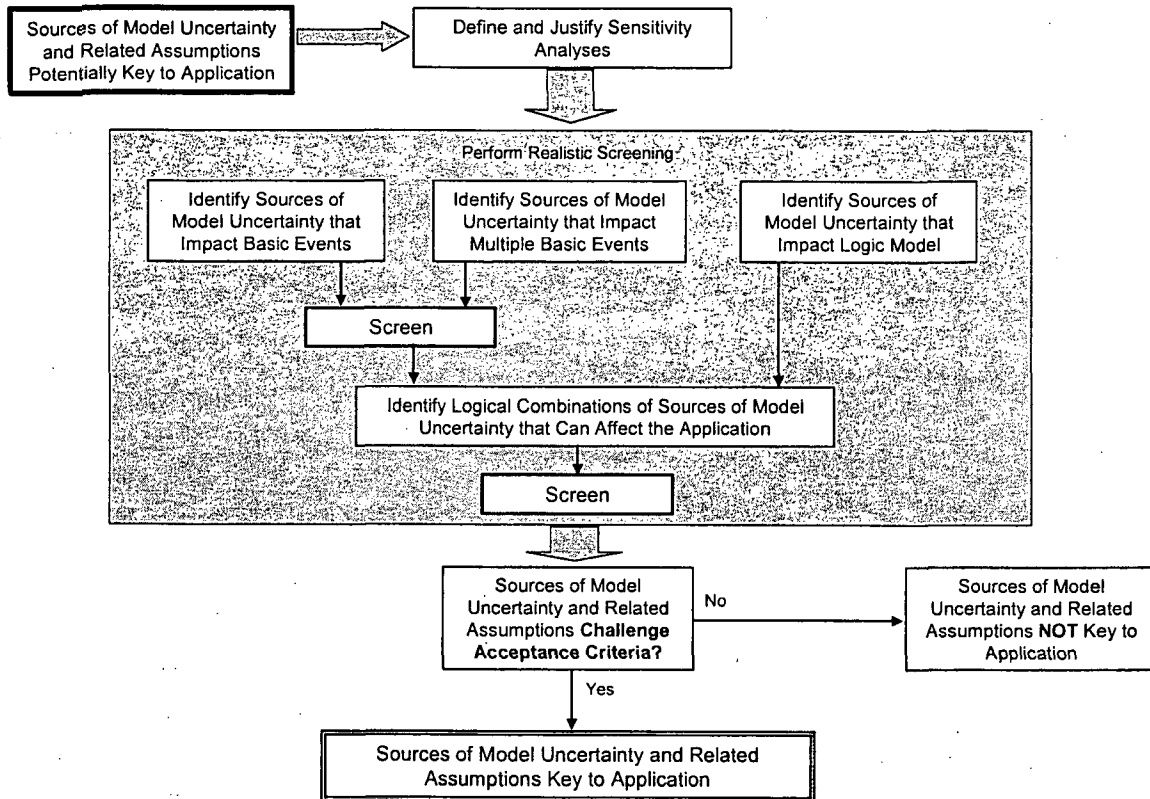 Sources of Model Uncertainty
and Related Assumptions
Potentially Key to Application
Define and Justify Sensitivity
Analyses
Perform Realistic Screening
Identify Sources of
Model Uncertainty that
Impact Basic Events
Identify Sources of Model
Uncertainty that Impact
Multiple Basic Events
Identify Sources of
Model Uncertainty that
Impact Logic Model
Screen
Identify Logical Combinations of Sources of Model
Uncertainty that Can Affect the Application
Screen
Sources of Model
Uncertainty and Related
Assumptions Challenge
Acceptance Criteria?
No
Sources of Model
Uncertainty and Related
Assumptions NOT Key to
Application
Yes
Sources of Model Uncertainty and Related
Assumptions Key to Application